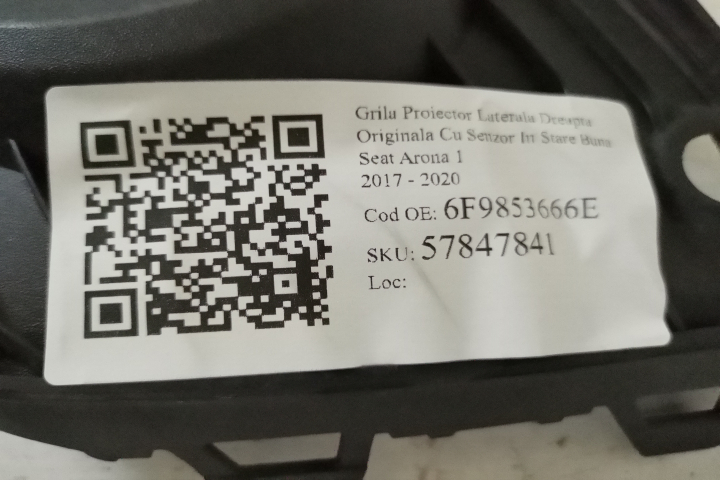 Grila Proiector Laterala Dreapta
Originala Cu Senzor In Stare Buna
Seat Arona 1
2017 - 2020
Cod OE: 6F9853666E
SKU: 57847841
Loc: